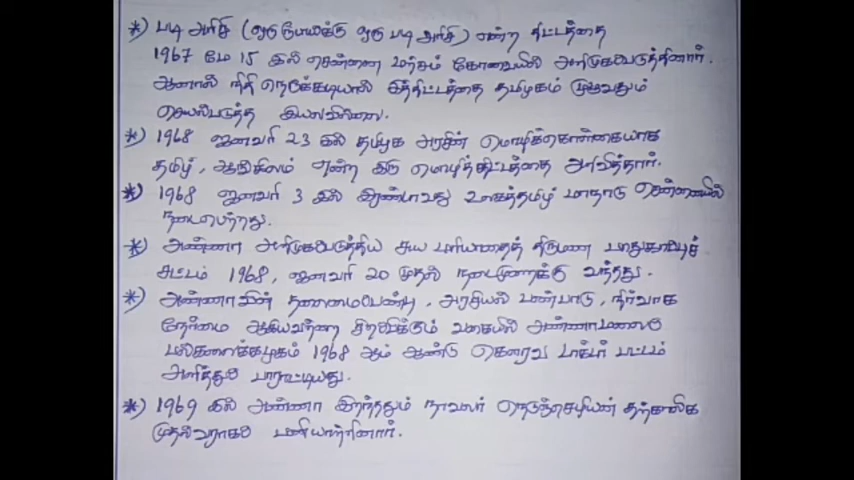 *) படி அரிசி (ஒரு ரூபாய்க்கு ஒரு படி அரிசி) என்ற திட்டத்தை
1967 மே 15 இல் சென்னை மற்றும் கோவையில் அறிமுகப்படுத்தினார்.
ஆனால் நிதி நெருக்கடியால் இத்திட்டத்தை தமிழகம் முழுவதும்
செயல்படுத்த இயலவில்லை.
*) 1968 ஜனவரி 23 இல் தமிழக அரசின் மொழிக்கொள்கையாக
தமிழ், ஆங்கிலம் என்ற இரு மொழித்திட்டத்தை அறிவித்தார்.
*) 1968 ஜனவரி 3 இல் இரண்டாவது உலகத்தமிழ் மாநாடு சென்னையில்
நடைபெற்றது.
*) அண்ணா அறிமுகப்படுத்திய சுய மரியாதைத் திருமண பாதுகாப்புச்
சட்டம் 1968, ஜனவரி 20 முதல் நடைமுறைக்கு வந்தது.
*) அண்ணாவின் தலைமைப்பண்பு, அரசியல் பண்பாடு, நிர்வாக
நேர்மை ஆகியவற்றை சிறப்பிக்கும் வகையில் அண்ணாமலை
பல்கலைக்கழகம் 1968 ஆம் ஆண்டு கௌரவ டாக்டர் பட்டம்
அளித்துப் பாராட்டியது.
*) 1969 இல் அண்ணா இறந்ததும் நாவலர் நெடுஞ்செழியன் தற்காலிக
முதல்வராகப் பணியாற்றினார்.